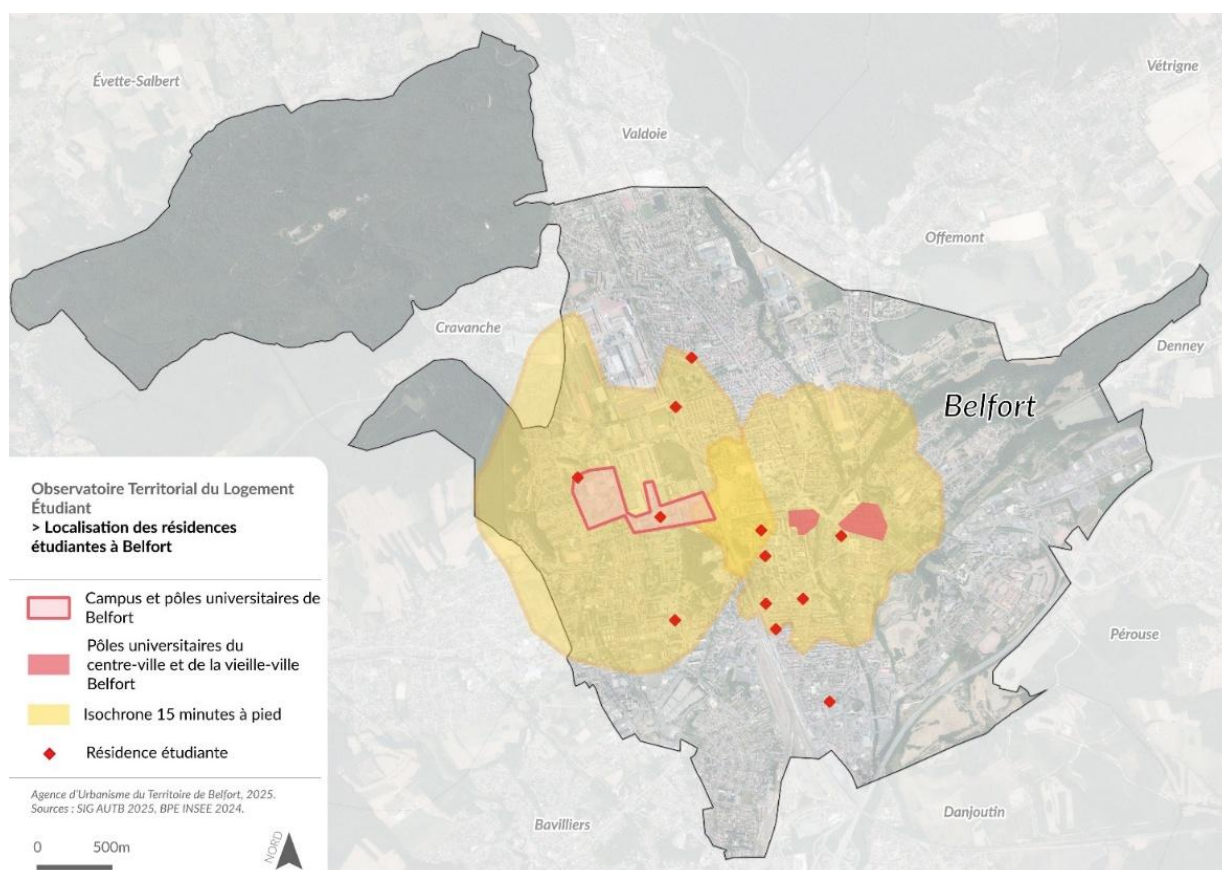 Évette-Salbert
Vétrigne
Valdoie
Offemont
Cravanche
Denney
Belfort
Observatoire Territorial du Logement
Étudiant
> Localisation des résidences
étudiantes à Belfort
Campus et pôles universitaires de
Belfort
Pôles universitaires du
centre-ville et de la vieille-ville
Belfort
Isochrone 15 minutes à pied
Résidence étudiante
Pérouse
Agence d'Urbanisme du Territoire de Belfort, 2025.
Sources : SIG AUTB 2025, BPE INSEE 2024.
0 500m
NORD
Bavilliers
Danjoutin